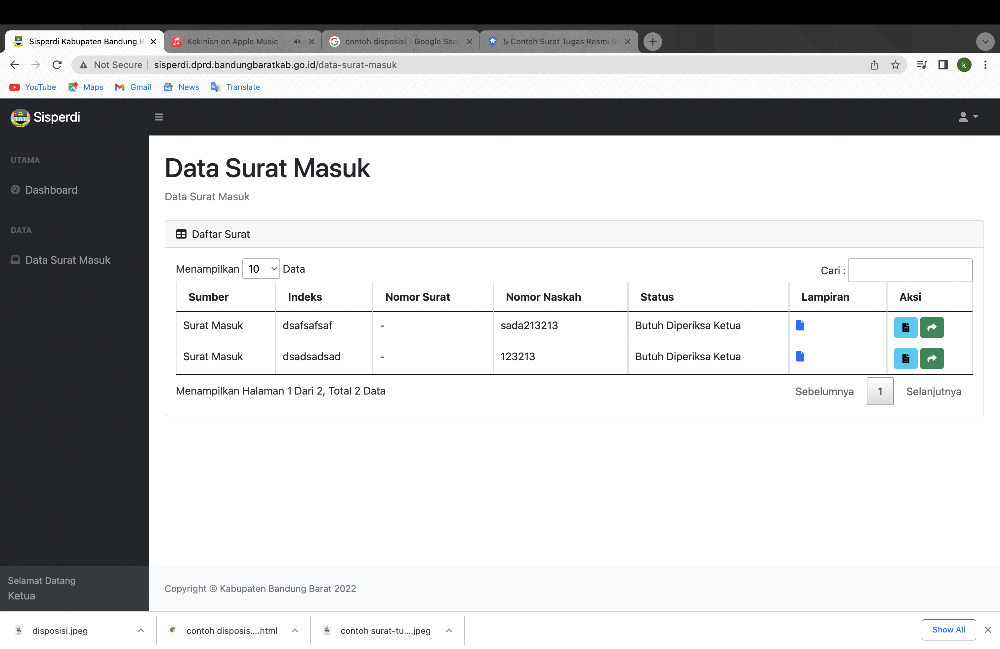 Sisperdi Kabupaten Bandung B
Kekinian on Apple Music
contoh disposisi - Google Sear
5 Contoh Surat Tugas Resmi Se
Not Secure | sisperdi.dprd.bandungbaratkab.go.id/data-surat-masuk
k
YouTube Maps Gmail News Translate
Sisperdi
UTAMA
Dashboard
DATA
Data Surat Masuk
Data Surat Masuk
Data Surat Masuk
Daftar Surat
Menampilkan 10 Data
Cari :
Sumber Indeks Nomor Surat Nomor Naskah Status Lampiran Aksi
Surat Masuk dsafsafsaf - sada213213 Butuh Diperiksa Ketua
Surat Masuk dsadsadsad - 123213 Butuh Diperiksa Ketua
Menampilkan Halaman 1 Dari 2, Total 2 Data
Sebelumnya 1 Selanjutnya
Selamat Datang
Ketua
Copyright © Kabupaten Bandung Barat 2022
disposisi.jpeg
contoh disposis....html
contoh surat-tu....jpeg
Show All